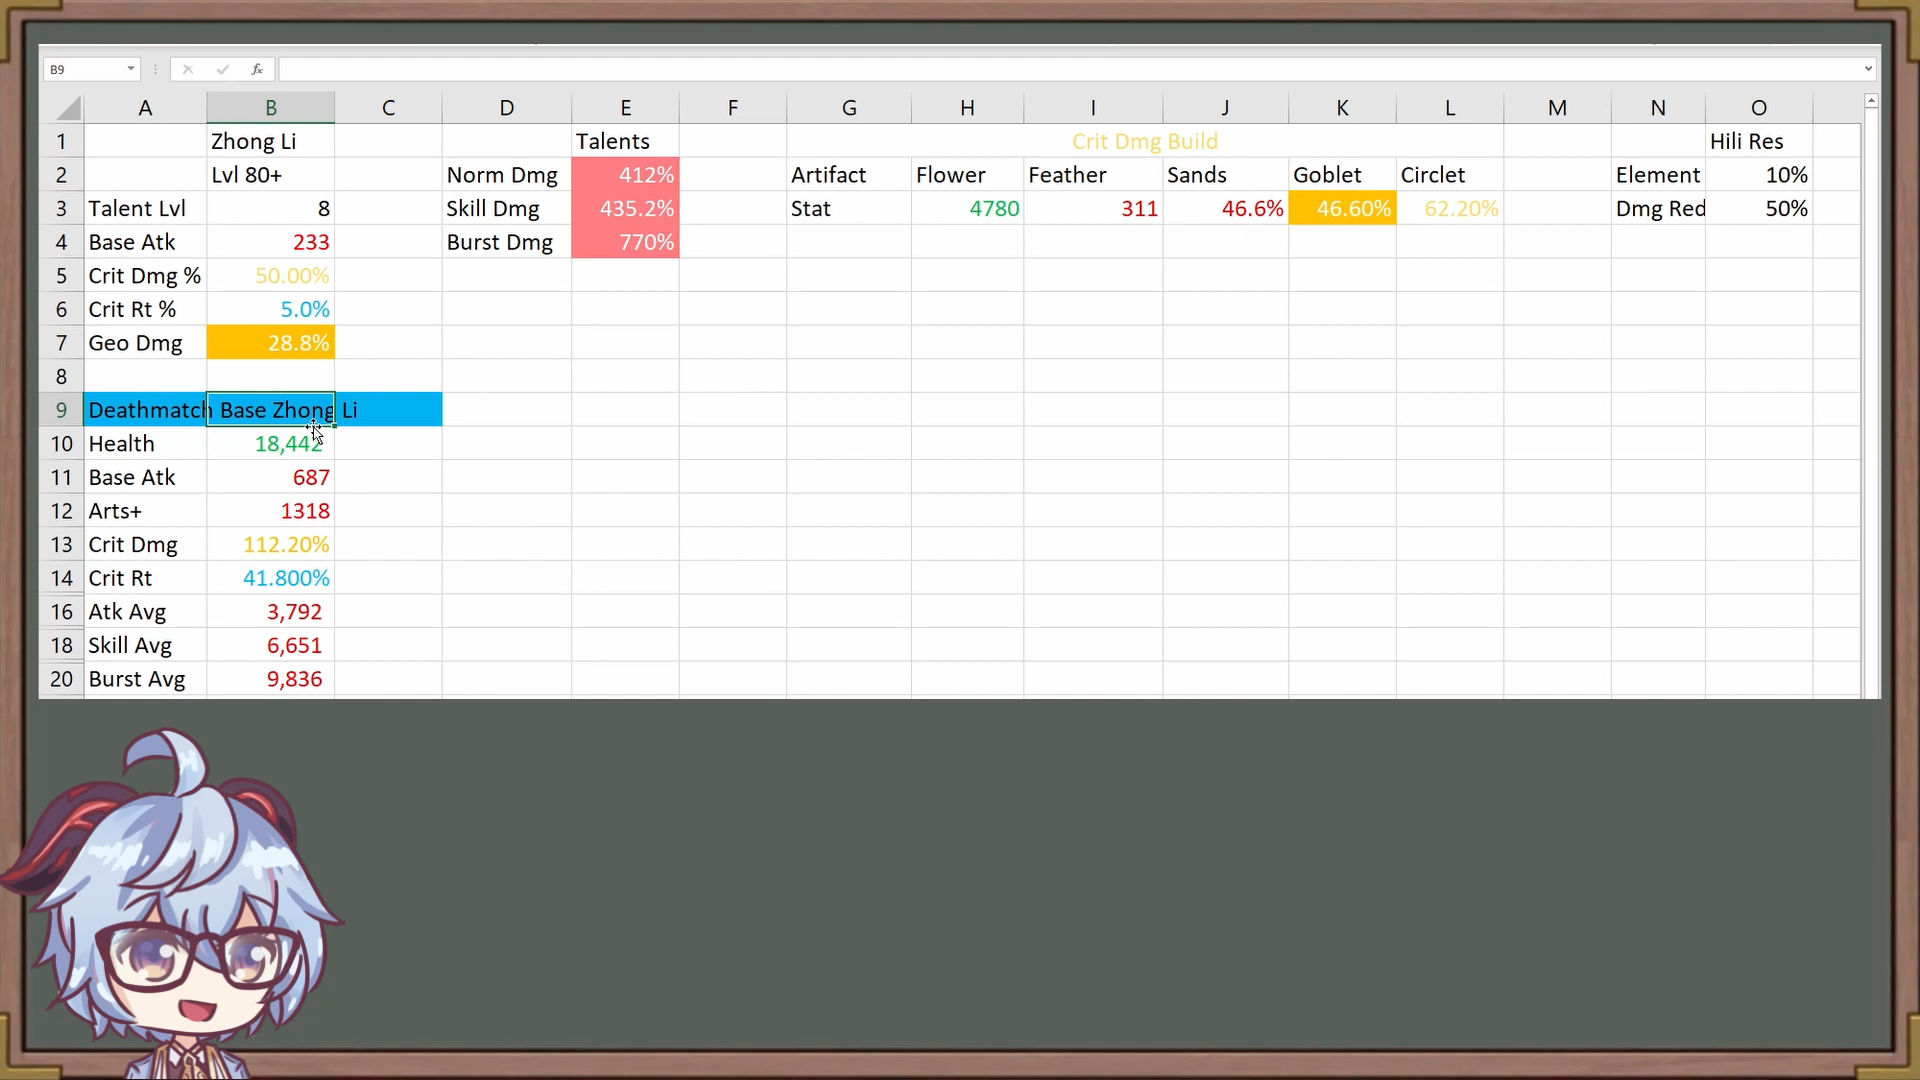 B9 fx
A B C D E F G H I J K L M N O
1 Zhong Li Talents Crit Dmg Build Hili Res
2 Lvl 80+ Norm Dmg 412% Artifact Flower Feather Sands Goblet Circlet Element 10%
3 Talent Lvl 8 Skill Dmg 435.2% Stat 4780 311 46.6% 46.60% 62.20% Dmg Red 50%
4 Base Atk 233 Burst Dmg 770%
5 Crit Dmg % 50.00%
6 Crit Rt % 5.0%
7 Geo Dmg 28.8%
8
9 Deathmatch Base Zhong Li
10 Health 18,442
11 Base Atk 687
12 Arts+ 1318
13 Crit Dmg 112.20%
14 Crit Rt 41.800%
16 Atk Avg 3,792
18 Skill Avg 6,651
20 Burst Avg 9,836